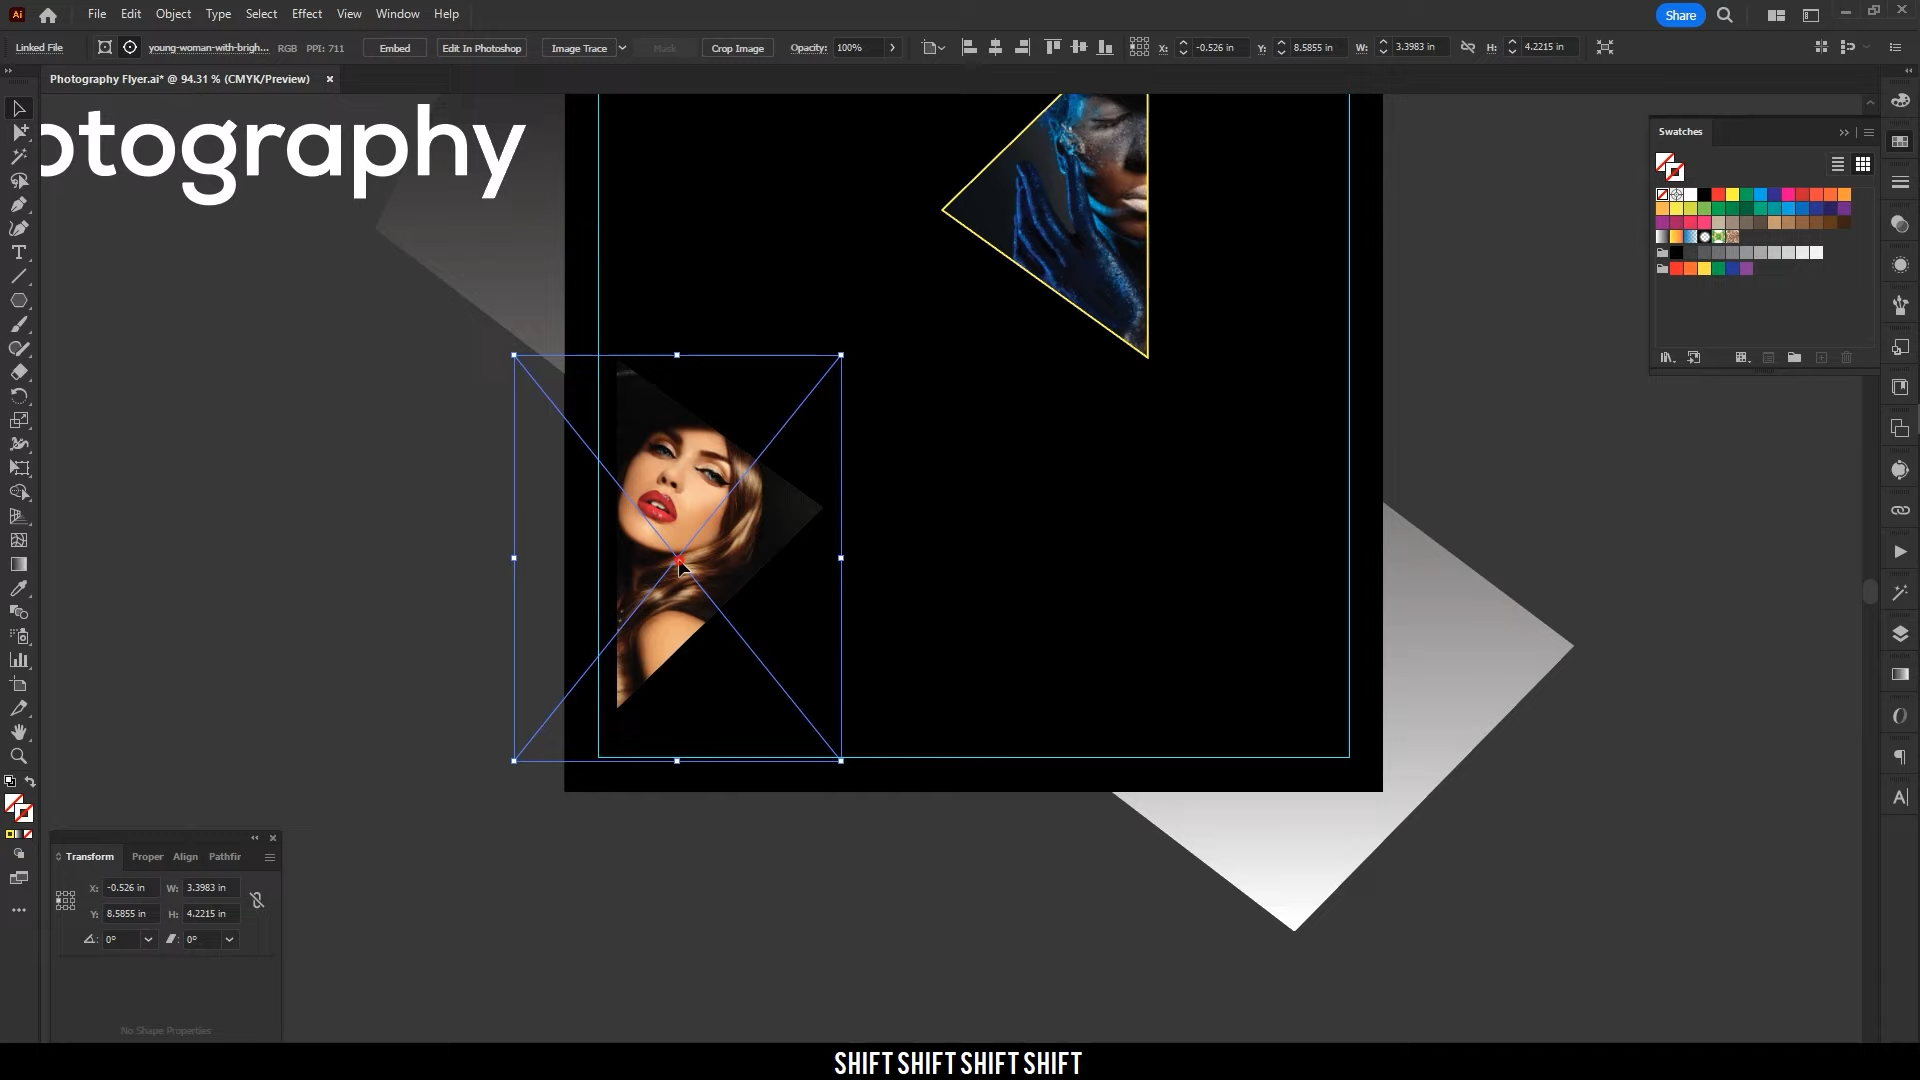 Ai File Edit Object Type Select Effect View Window Help Share
Linked File young-woman-with-brigh... RGB PPI: 711 Embed Edit In Photoshop Image Trace Mask Crop Image Opacity: 100% X: -0.526 in Y: 8.5855 in W: 3.3983 in H: 4.2215 in
Photography Flyer.ai* @ 94.31 % (CMYK/Preview) ×
otography
Swatches
Transform Proper Align Pathfir
X: -0.526 in W: 3.3983 in
Y: 8.5855 in H: 4.2215 in
0° 0°
No Shape Properties
SHIFT SHIFT SHIFT SHIFT